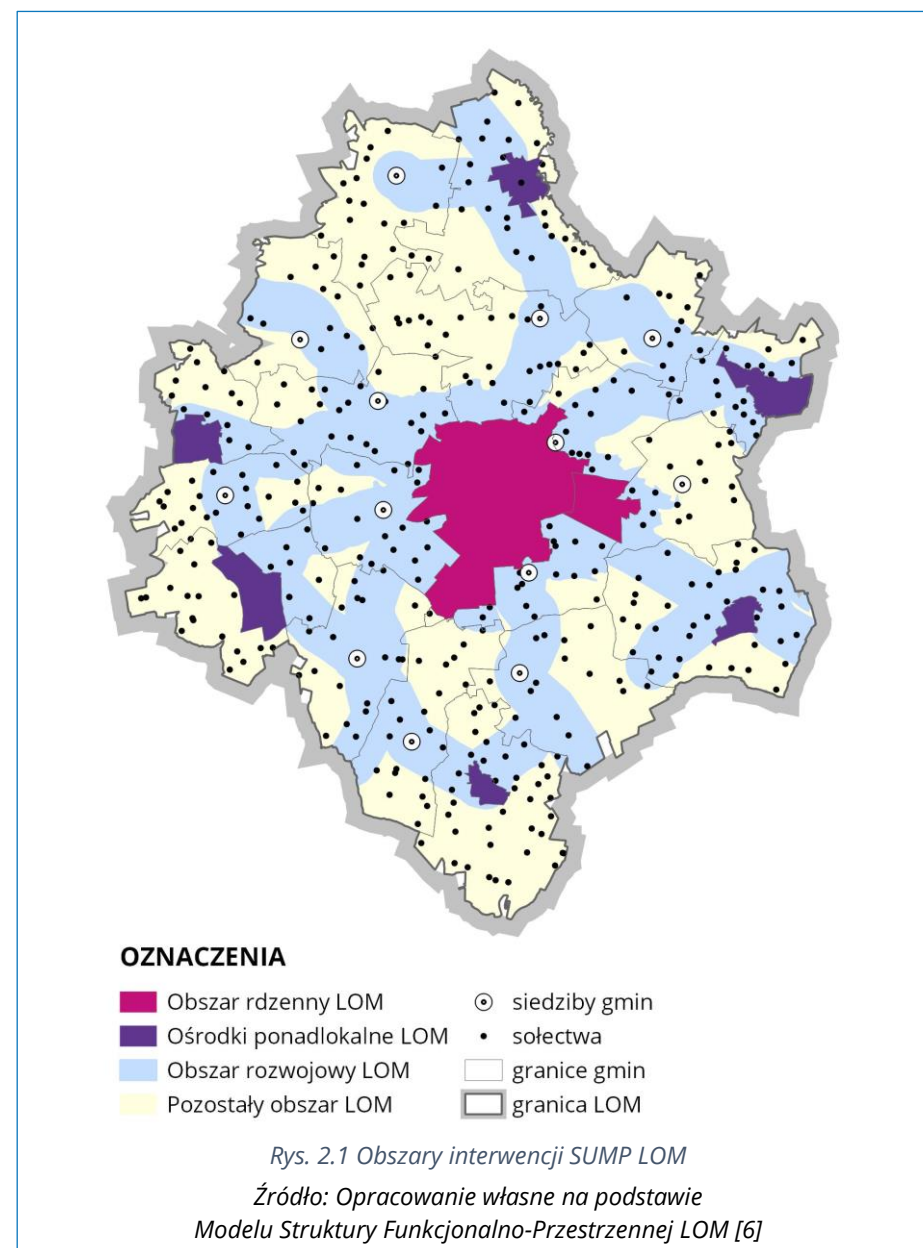 OZNACZENIA
Obszar rdzenny LOM
Ośrodki ponadlokalne LOM
Obszar rozwojowy LOM
Pozostały obszar LOM
siedziby gmin
sołectwa
granice gmin
granica LOM
Rys. 2.1 Obszary interwencji SUMP LOM
Źródło: Opracowanie własne na podstawie
Modelu Struktury Funkcjonalno-Przestrzennej LOM [6]